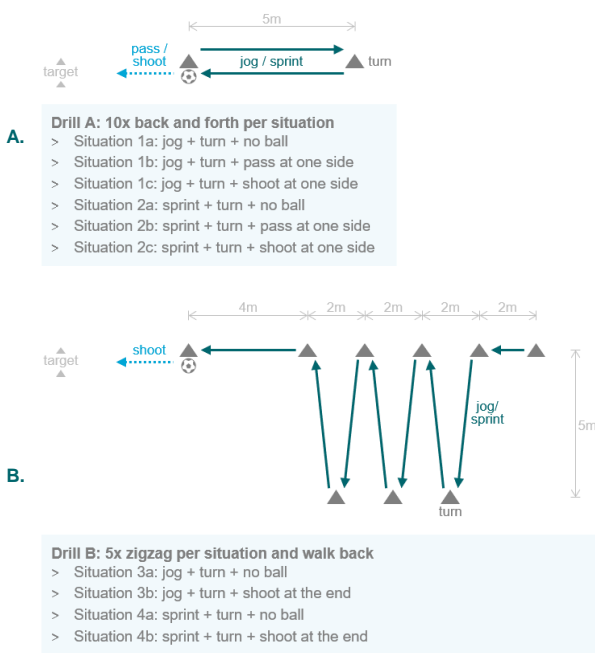 5m
pass /
shoot
jog / sprint
turn
target
A.
Drill A: 10x back and forth per situation
> Situation 1a: jog + turn + no ball
> Situation 1b: jog + turn + pass at one side
> Situation 1c: jog + turn + shoot at one side
> Situation 2a: sprint + turn + no ball
> Situation 2b: sprint + turn + pass at one side
> Situation 2c: sprint + turn + shoot at one side
4m 2m 2m 2m 2m
shoot
target
jog/
sprint
5m
B.
turn
Drill B: 5x zigzag per situation and walk back
> Situation 3a: jog + turn + no ball
> Situation 3b: jog + turn + shoot at the end
> Situation 4a: sprint + turn + no ball
> Situation 4b: sprint + turn + shoot at the end